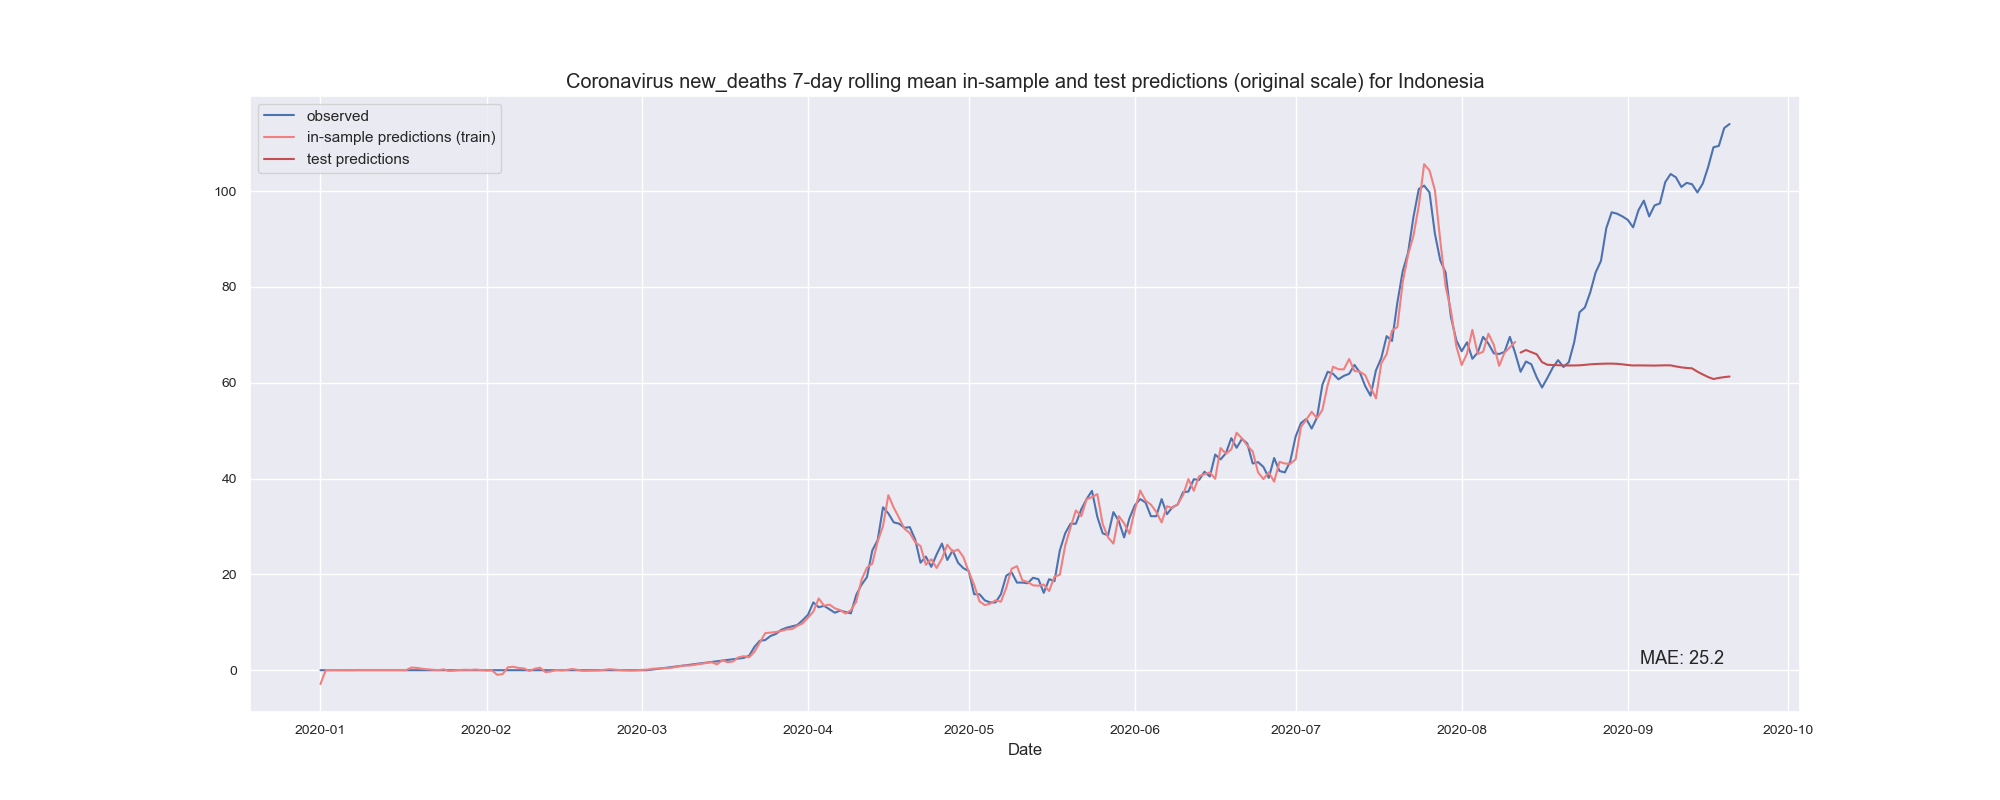 Coronavirus new_deaths 7-day rolling mean in-sample and test predictions (original scale) for Indonesia
observed
in-sample predictions (train)
test predictions
100
80
60
40
20
0
MAE: 25.2
2020-01 2020-02 2020-03 2020-04 2020-05 2020-06 2020-07 2020-08 2020-09 2020-10
Date